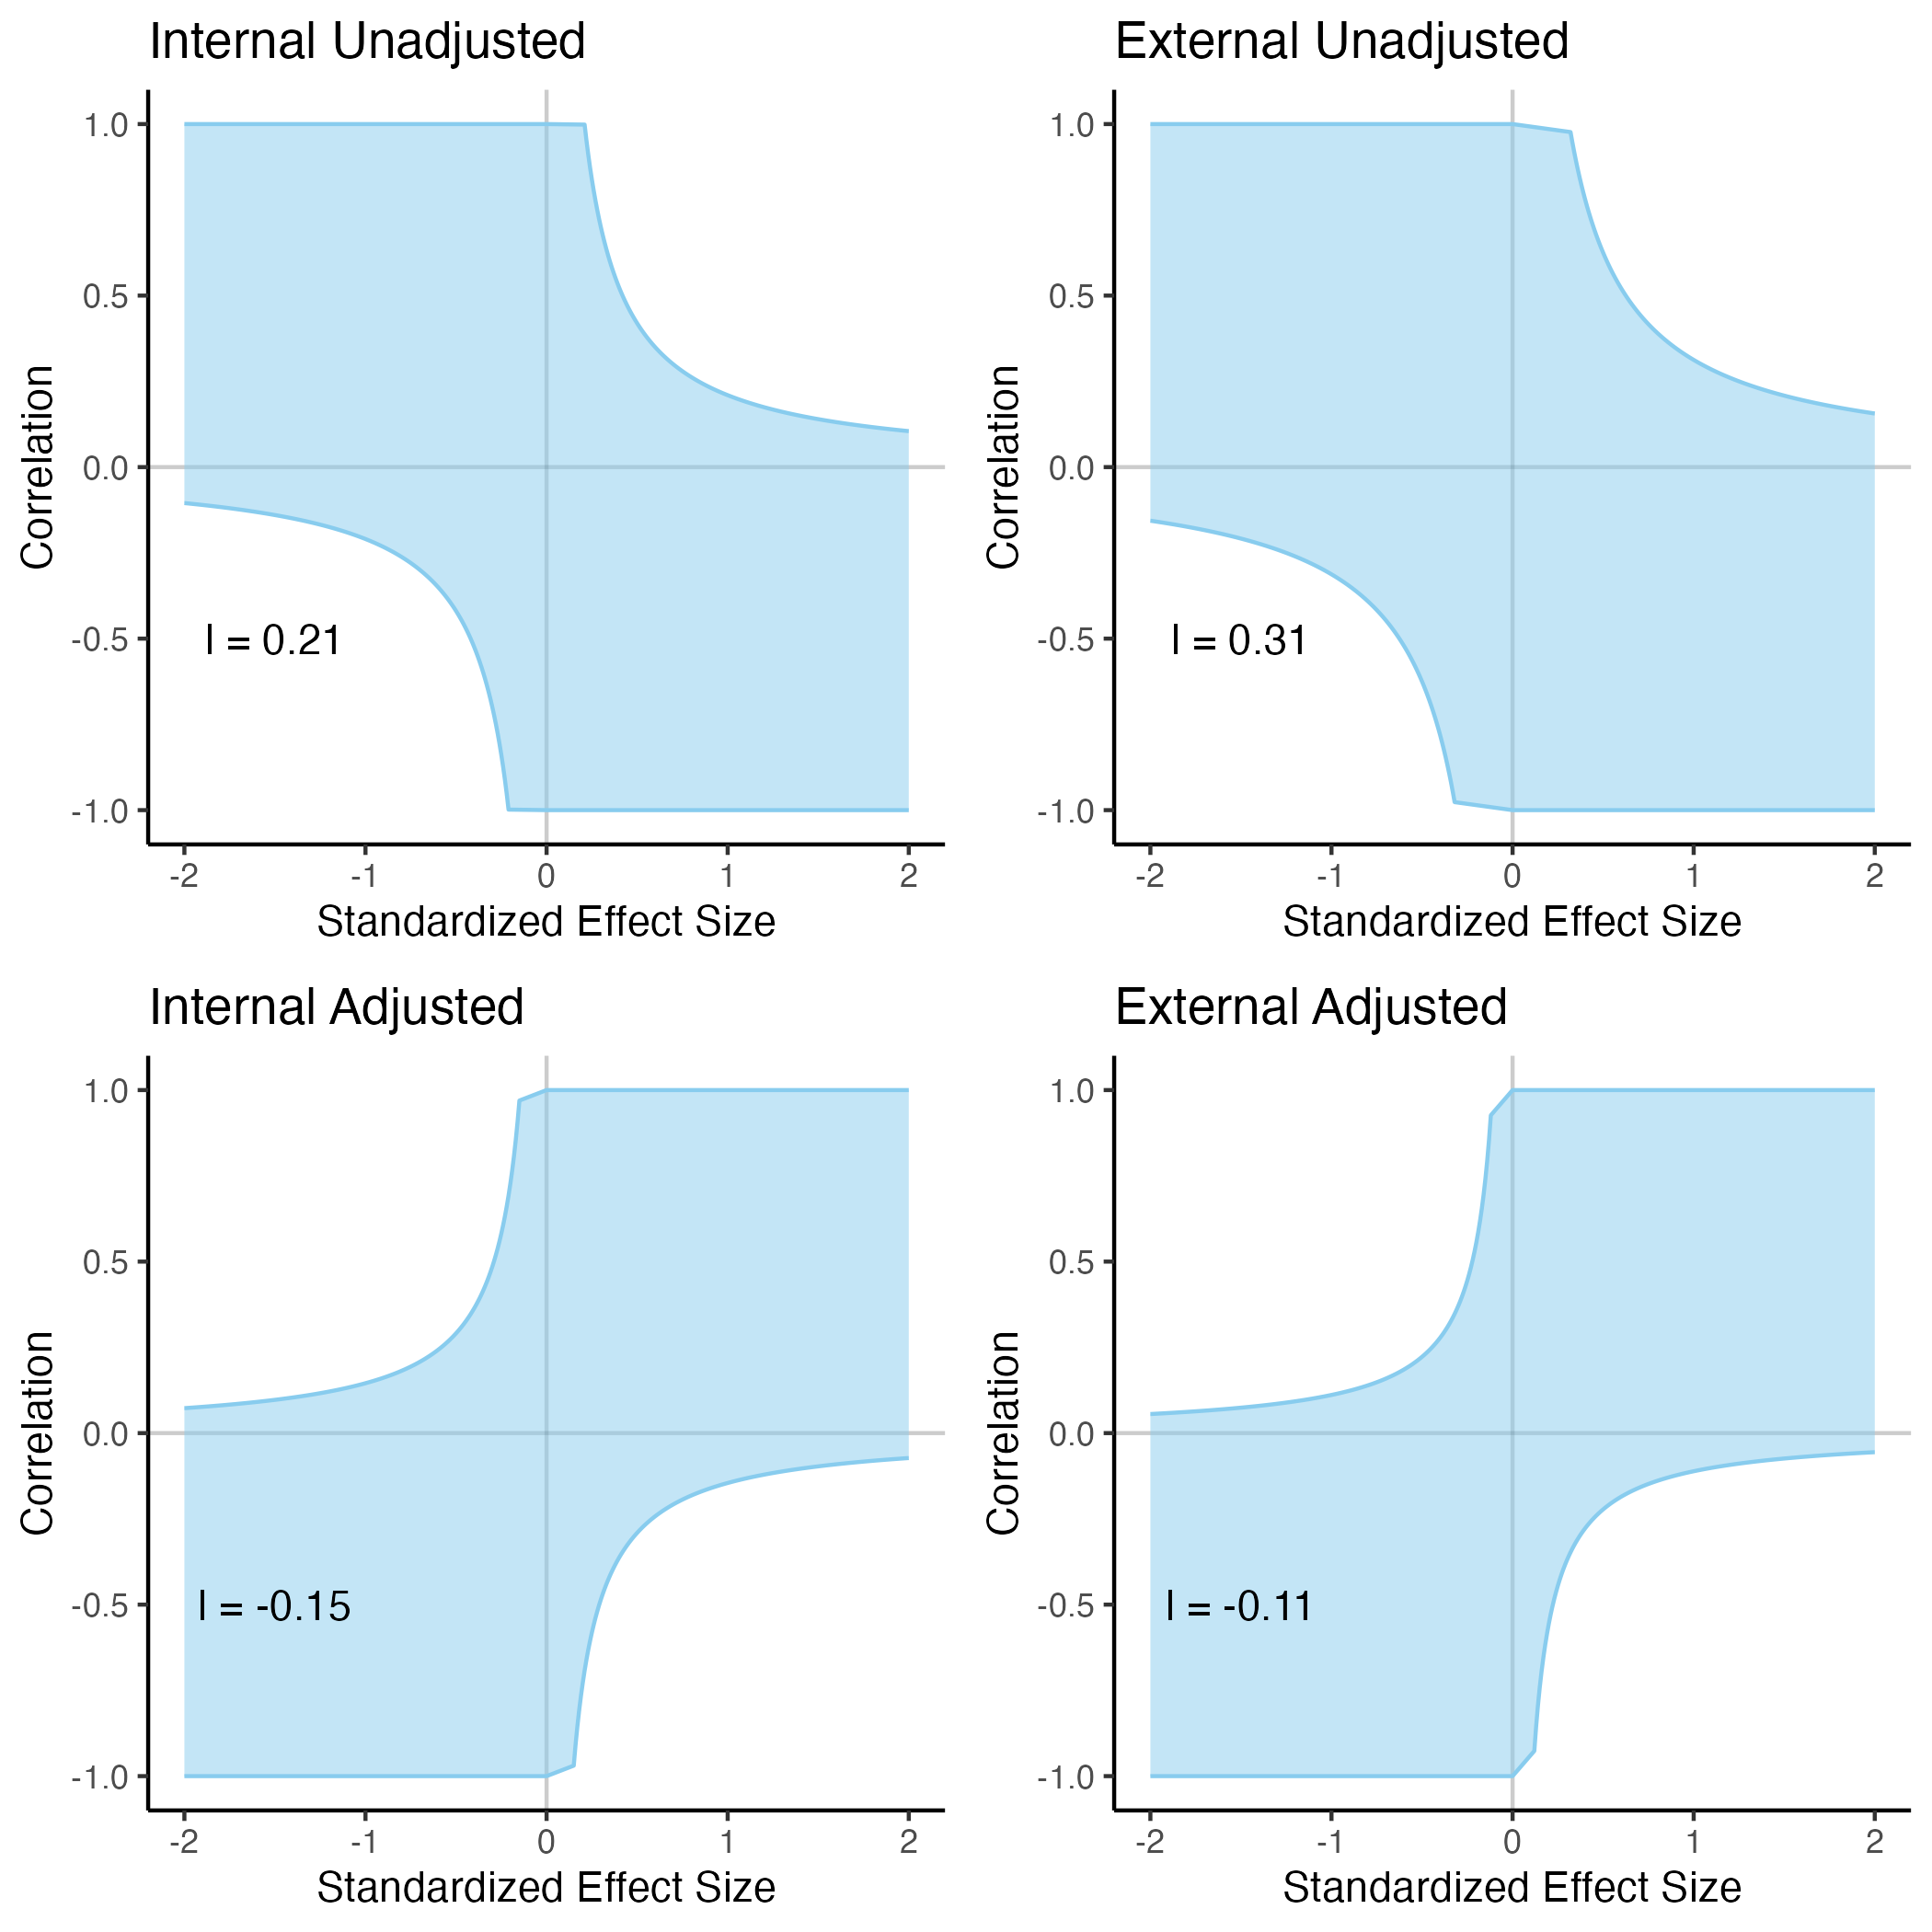 Internal Unadjusted
1.0
0.5
0.0
-0.5
-1.0
Correlation
I = 0.21
-2 -1 0 1 2
Standardized Effect Size
External Unadjusted
1.0
0.5
0.0
-0.5
-1.0
Correlation
I = 0.31
-2 -1 0 1 2
Standardized Effect Size
Internal Adjusted
1.0
0.5
0.0
-0.5
-1.0
Correlation
I = -0.15
-2 -1 0 1 2
Standardized Effect Size
External Adjusted
1.0
0.5
0.0
-0.5
-1.0
Correlation
I = -0.11
-2 -1 0 1 2
Standardized Effect Size